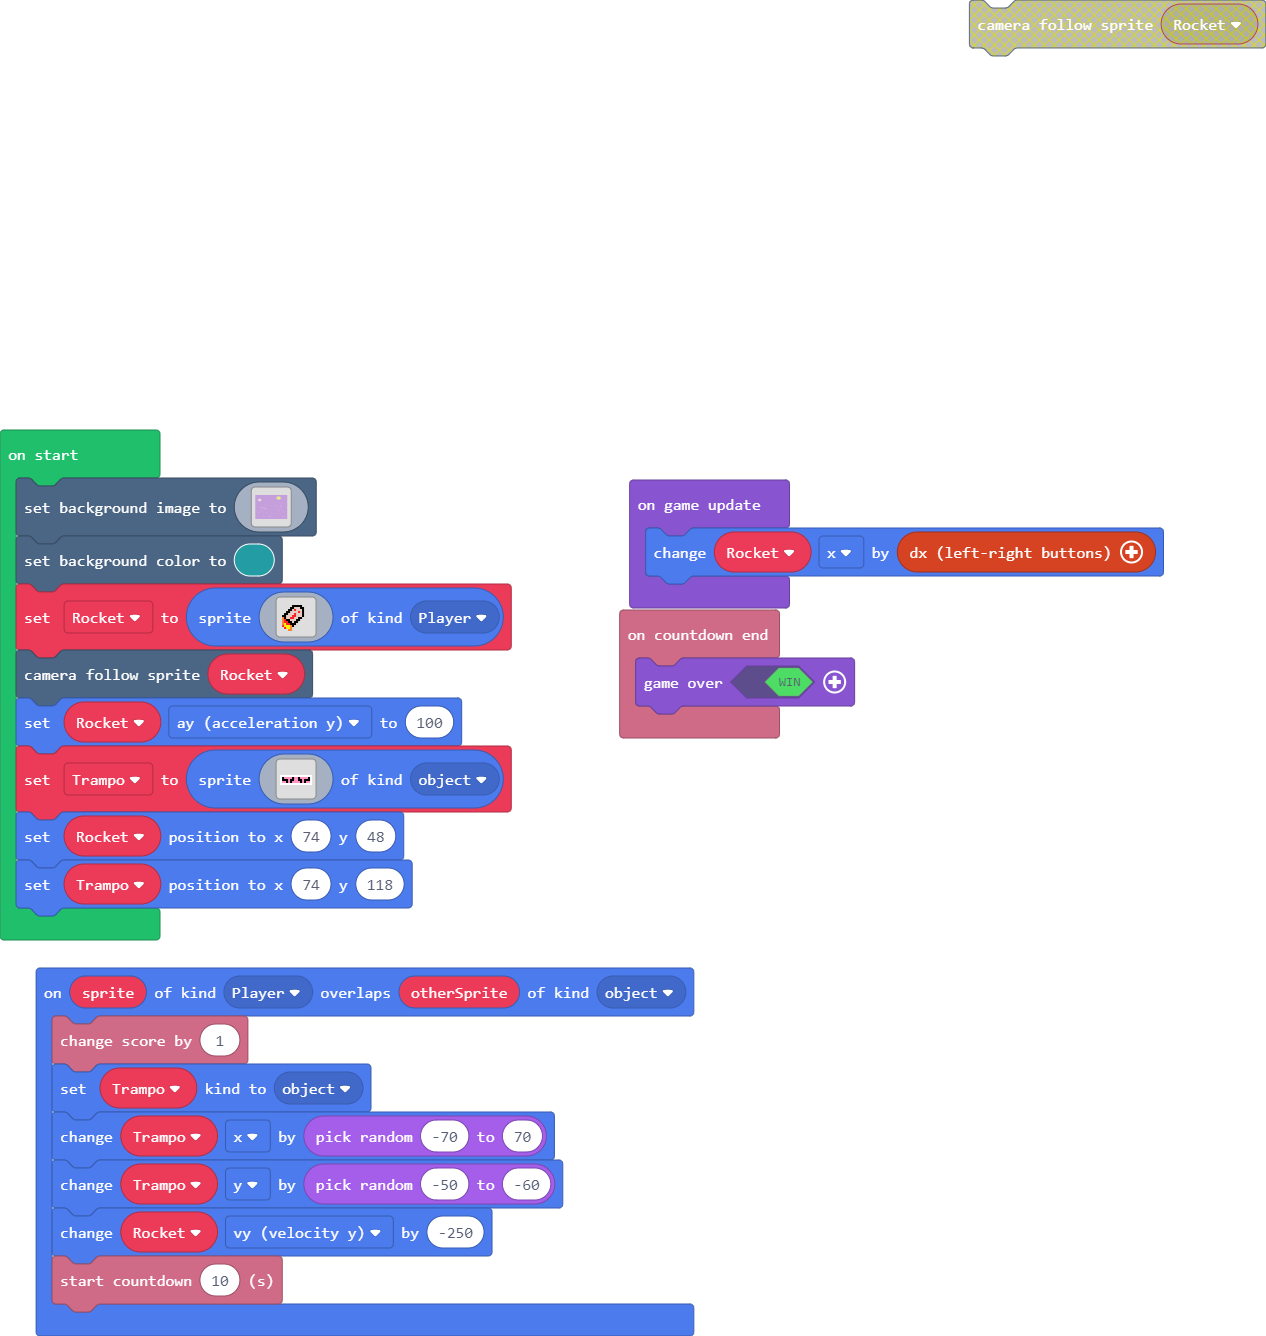 camera follow sprite Rocket
on start
set background image to
set background color to
set Rocket to sprite of kind Player
camera follow sprite Rocket
set Rocket ay (acceleration y) to 100
set Trampo to sprite of kind object
set Rocket position to x 74 y 48
set Trampo position to x 74 y 118
on game update
change Rocket x by dx (left-right buttons)
on countdown end
game over WIN
on sprite of kind Player overlaps otherSprite of kind object
change score by 1
set Trampo kind to object
change Trampo x by pick random -70 to 70
change Trampo y by pick random -50 to -60
change Rocket vy (velocity y) by -250
start countdown 10 (s)